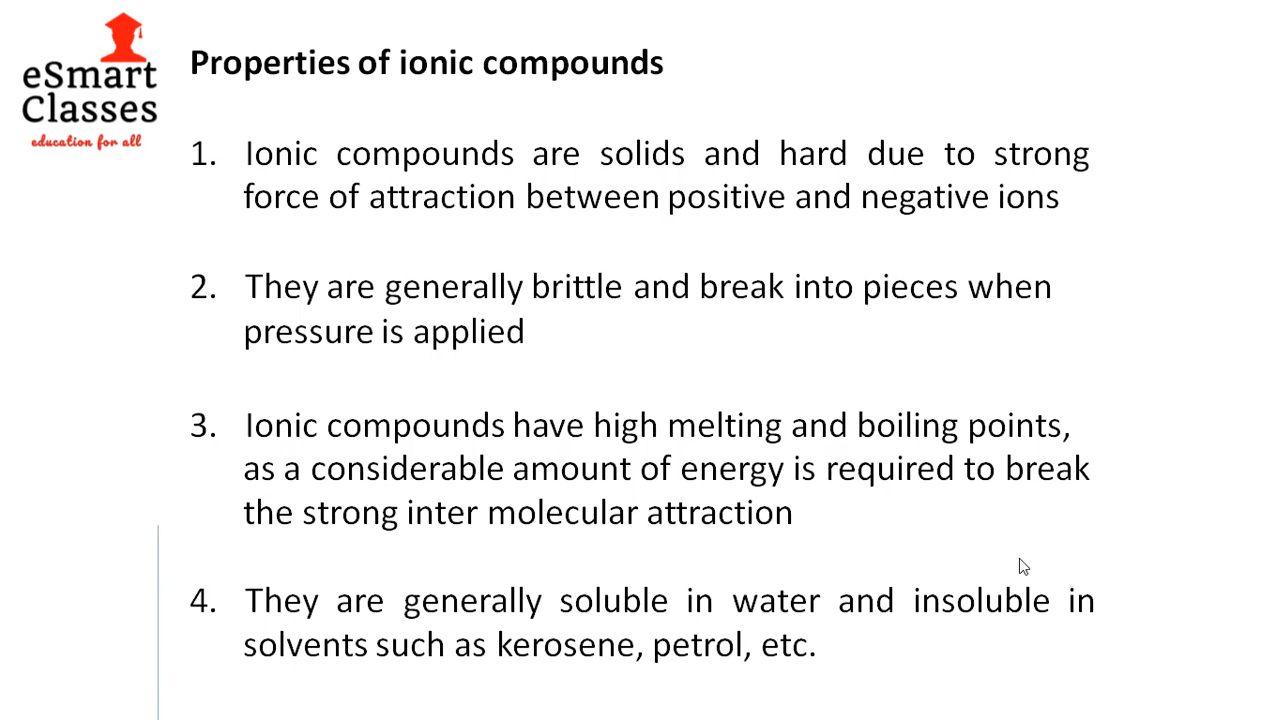 eSmart
Classes
education for all
Properties of ionic compounds
1. Ionic compounds are solids and hard due to strong
force of attraction between positive and negative ions
2. They are generally brittle and break into pieces when
pressure is applied
3. Ionic compounds have high melting and boiling points,
as a considerable amount of energy is required to break
the strong inter molecular attraction
4. They are generally soluble in water and insoluble in
solvents such as kerosene, petrol, etc.